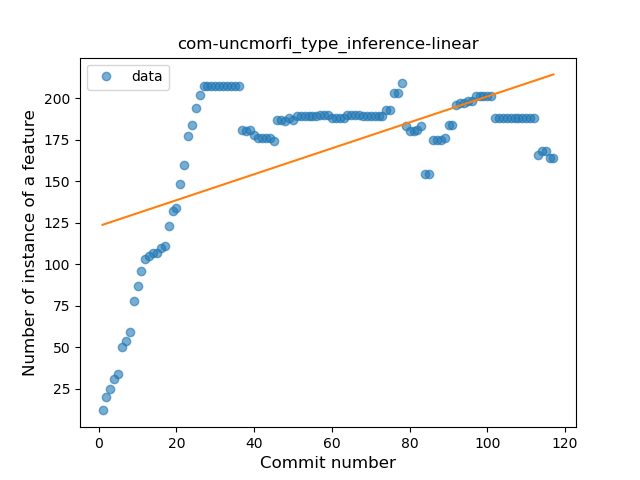 com-uncmorfi_type_inference-linear
data
Number of instance of a feature
200
175
150
125
100
75
50
25
0 20 40 60 80 100 120
Commit number